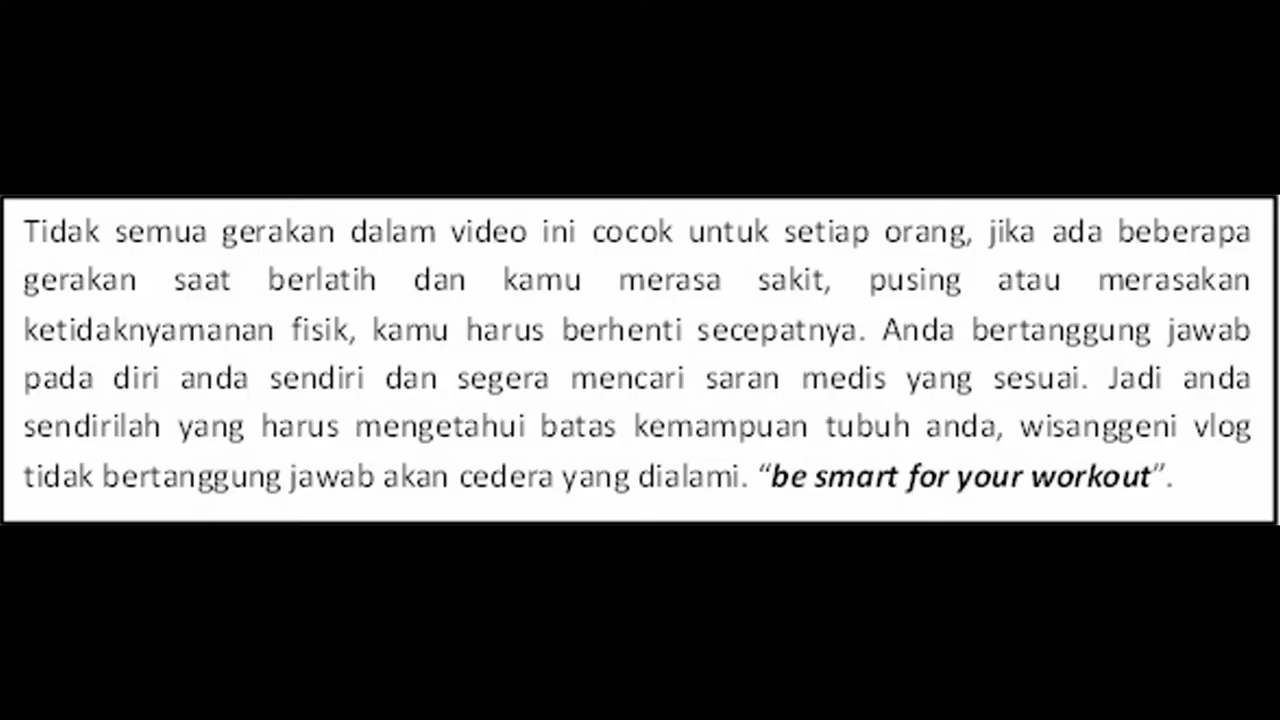 Tidak semua gerakan dalam video ini cocok untuk setiap orang, jika ada beberapa
gerakan saat berlatih dan kamu merasa sakit, pusing atau merasakan
ketidaknyamanan fisik, kamu harus berhenti secepatnya. Anda bertanggung jawab
pada diri anda sendiri dan segera mencari saran medis yang sesuai. Jadi anda
sendirilah yang harus mengetahui batas kemampuan tubuh anda, wisanggeni vlog
tidak bertanggung jawab akan cedera yang dialami. “be smart for your workout”.